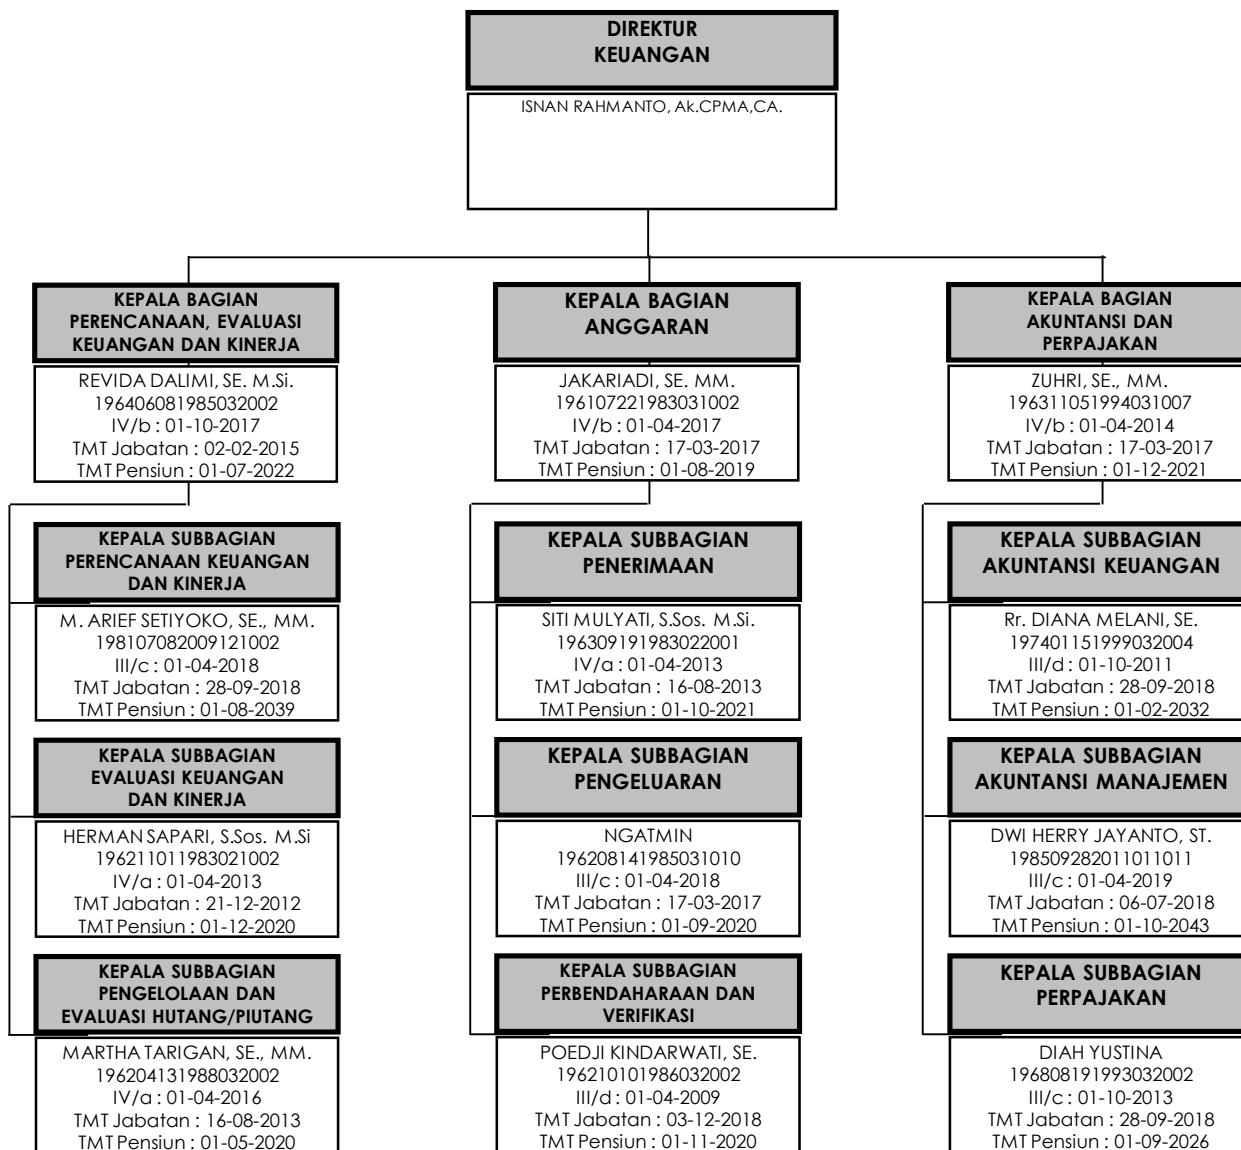 DIREKTUR
KEUANGAN
ISNAN RAHMANTO, Ak.CPMA,CA.
KEPALA BAGIAN
PERENCANAAN, EVALUASI
KEUANGAN DAN KINERJA
REVIDA DALIMI, SE. M.Si.
196406081985032002
IV/b : 01-10-2017
TMT Jabatan : 02-02-2015
TMT Pensiun : 01-07-2022
KEPALA SUBBAGIAN
PERENCANAAN KEUANGAN
DAN KINERJA
M. ARIEF SETIYOKO, SE., MM.
198107082009121002
III/c : 01-04-2018
TMT Jabatan : 28-09-2018
TMT Pensiun : 01-08-2039
KEPALA SUBBAGIAN
EVALUASI KEUANGAN
DAN KINERJA
HERMAN SAPARI, S.Sos. M.Si
196211011983021002
IV/a : 01-04-2013
TMT Jabatan : 21-12-2012
TMT Pensiun : 01-12-2020
KEPALA SUBBAGIAN
PENGELOLAAN DAN
EVALUASI HUTANG/PIUTANG
MARTHA TARIGAN, SE., MM.
196204131988032002
IV/a : 01-04-2016
TMT Jabatan : 16-08-2013
TMT Pensiun : 01-05-2020
KEPALA BAGIAN
ANGGARAN
JAKARIADI, SE. MM.
196107221983031002
IV/b : 01-04-2017
TMT Jabatan : 17-03-2017
TMT Pensiun : 01-08-2019
KEPALA SUBBAGIAN
PENERIMAAN
SITI MULYATI, S.Sos. M.Si.
196309191983022001
IV/a : 01-04-2013
TMT Jabatan : 16-08-2013
TMT Pensiun : 01-10-2021
KEPALA SUBBAGIAN
PENGELUARAN
NGATMIN
196208141985031010
III/c : 01-04-2018
TMT Jabatan : 17-03-2017
TMT Pensiun : 01-09-2020
KEPALA SUBBAGIAN
PERBENDAHARAAN DAN
VERIFIKASI
POEDJI KINDARWATI, SE.
196210101986032002
III/d : 01-04-2009
TMT Jabatan : 03-12-2018
TMT Pensiun : 01-11-2020
KEPALA BAGIAN
AKUNTANSI DAN
PERPAJAKAN
ZUHRI, SE., MM.
196311051994031007
IV/b : 01-04-2014
TMT Jabatan : 17-03-2017
TMT Pensiun : 01-12-2021
KEPALA SUBBAGIAN
AKUNTANSI KEUANGAN
Rr. DIANA MELANI, SE.
197401151999032004
III/d : 01-10-2011
TMT Jabatan : 28-09-2018
TMT Pensiun : 01-02-2032
KEPALA SUBBAGIAN
AKUNTANSI MANAJEMEN
DWI HERRY JAYANTO, ST.
198509282011011011
III/c : 01-04-2019
TMT Jabatan : 06-07-2018
TMT Pensiun : 01-10-2043
KEPALA SUBBAGIAN
PERPAJAKAN
DIAH YUSTINA
196808191993032002
III/c : 01-10-2013
TMT Jabatan : 28-09-2018
TMT Pensiun : 01-09-2026